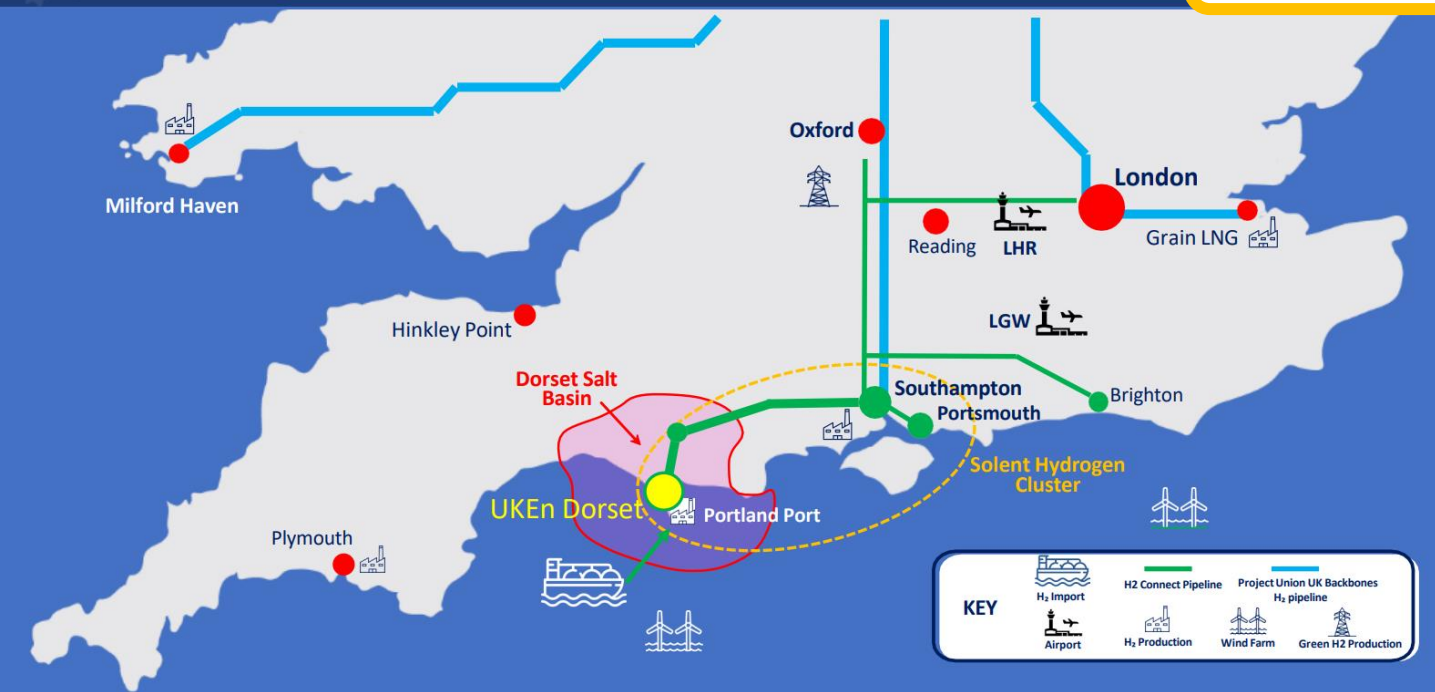 Oxford
London
Milford Haven
Reading
LHR
Grain LNG
Hinkley Point
LGW
Dorset Salt
Basin
Southampton
Portsmouth
Brighton
Solent Hydrogen
Cluster
UKEn Dorset
Portland Port
Plymouth
KEY
H₂ Import
H2 Connect Pipeline
Project Union UK Backbones
H₂ pipeline
Airport
H₂ Production
Wind Farm
Green H2 Production